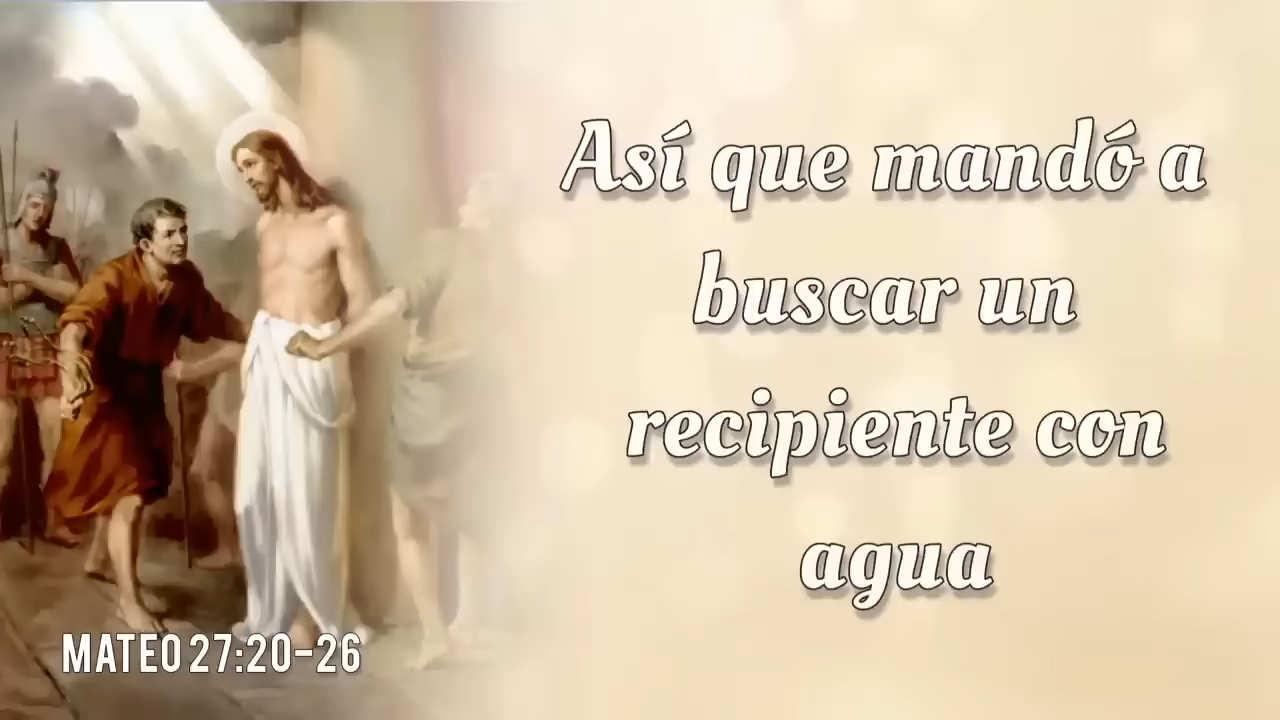 Así que mandó a
buscar un
recipiente con
agua
MATEO 27:20-26